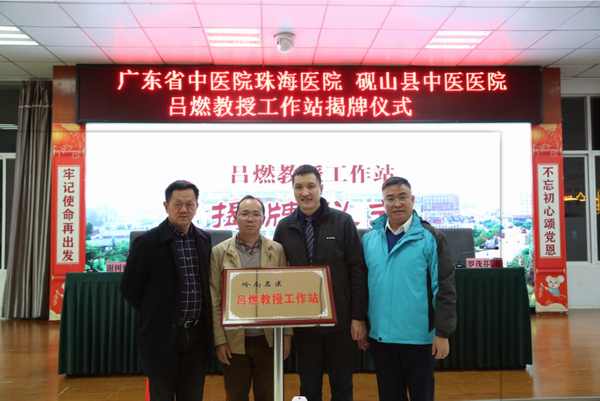 广东省中医院珠海医院 砚山县中医医院
吕燃教授工作站揭牌仪式
吕燃教授工作站
揭牌
牢记使命再出发
不忘初心颂党恩
岭南名医
吕燃教授工作站
罗茂芬